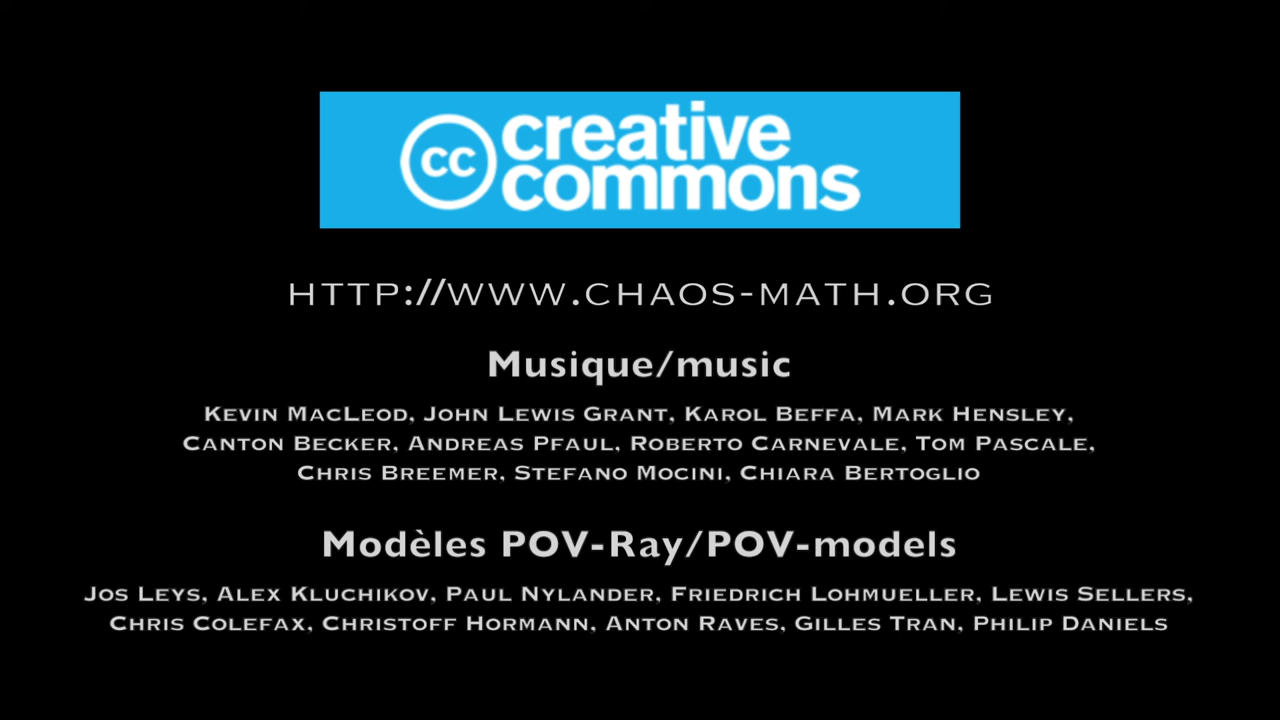 cc creative
commons
HTTP://WWW.CHAOS-MATH.ORG
Musique/music
KEVIN MACLEOD, JOHN LEWIS GRANT, KAROL BEFFA, MARK HENSLEY,
CANTON BECKER, ANDREAS PFAUL, ROBERTO CARNEVALE, TOM PASCALE,
CHRIS BREEMER, STEFANO MOCINI, CHIARA BERTOGLIO
Modèles POV-Ray/POV-models
JOS LEYS, ALEX KLUCHIKOV, PAUL NYLANDER, FRIEDRICH LOHMUELLER, LEWIS SELLERS,
CHRIS COLEFAX, CHRISTOFF HORMANN, ANTON RAVES, GILLES TRAN, PHILIP DANIELS